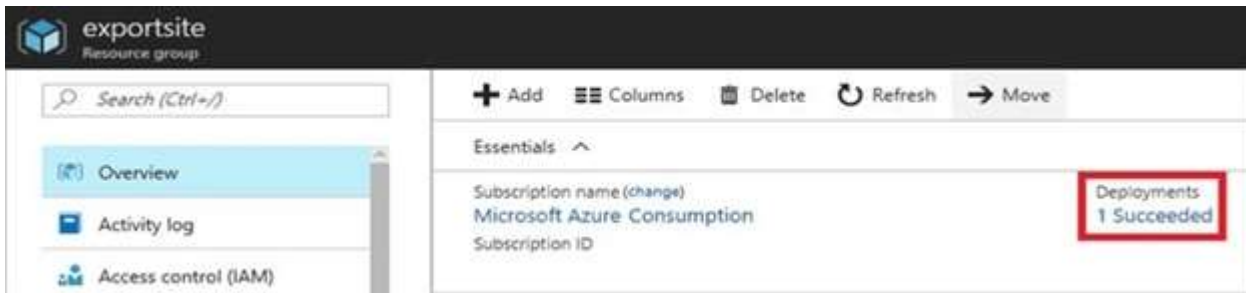 exportsite
Resource group
Search (Ctrl+/)
Add Columns Delete Refresh Move
Essentials
Overview
Subscription name (change)
Deployments
Microsoft Azure Consumption
1 Succeeded
Activity log
Subscription ID
Access control (IAM)